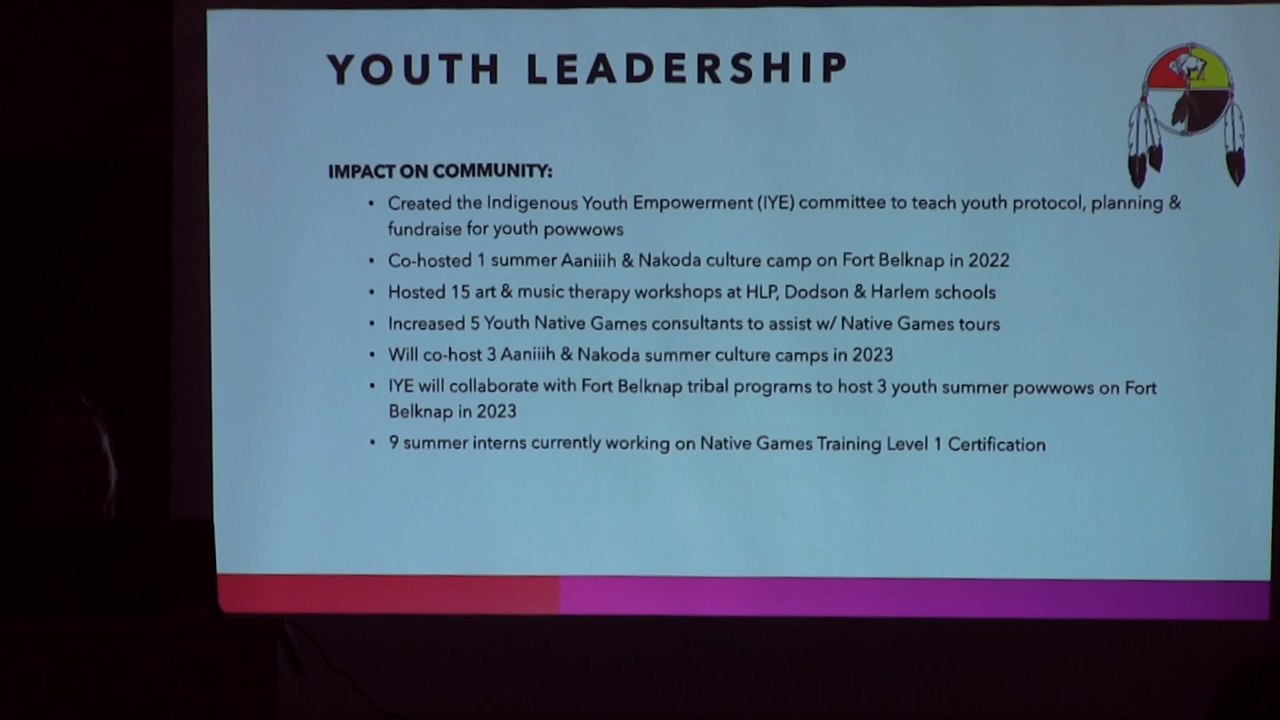 YOUTH LEADERSHIP
IMPACT ON COMMUNITY:
• Created the Indigenous Youth Empowerment (IYE) committee to teach youth protocol, planning &
fundraise for youth powwows
• Co-hosted 1 summer Aaniiih & Nakoda culture camp on Fort Belknap in 2022
• Hosted 15 art & music therapy workshops at HLP, Dodson & Harlem schools
• Increased 5 Youth Native Games consultants to assist w/ Native Games tours
• Will co-host 3 Aaniiih & Nakoda summer culture camps in 2023
• IYE will collaborate with Fort Belknap tribal programs to host 3 youth summer powwows on Fort
Belknap in 2023
• 9 summer interns currently working on Native Games Training Level 1 Certification